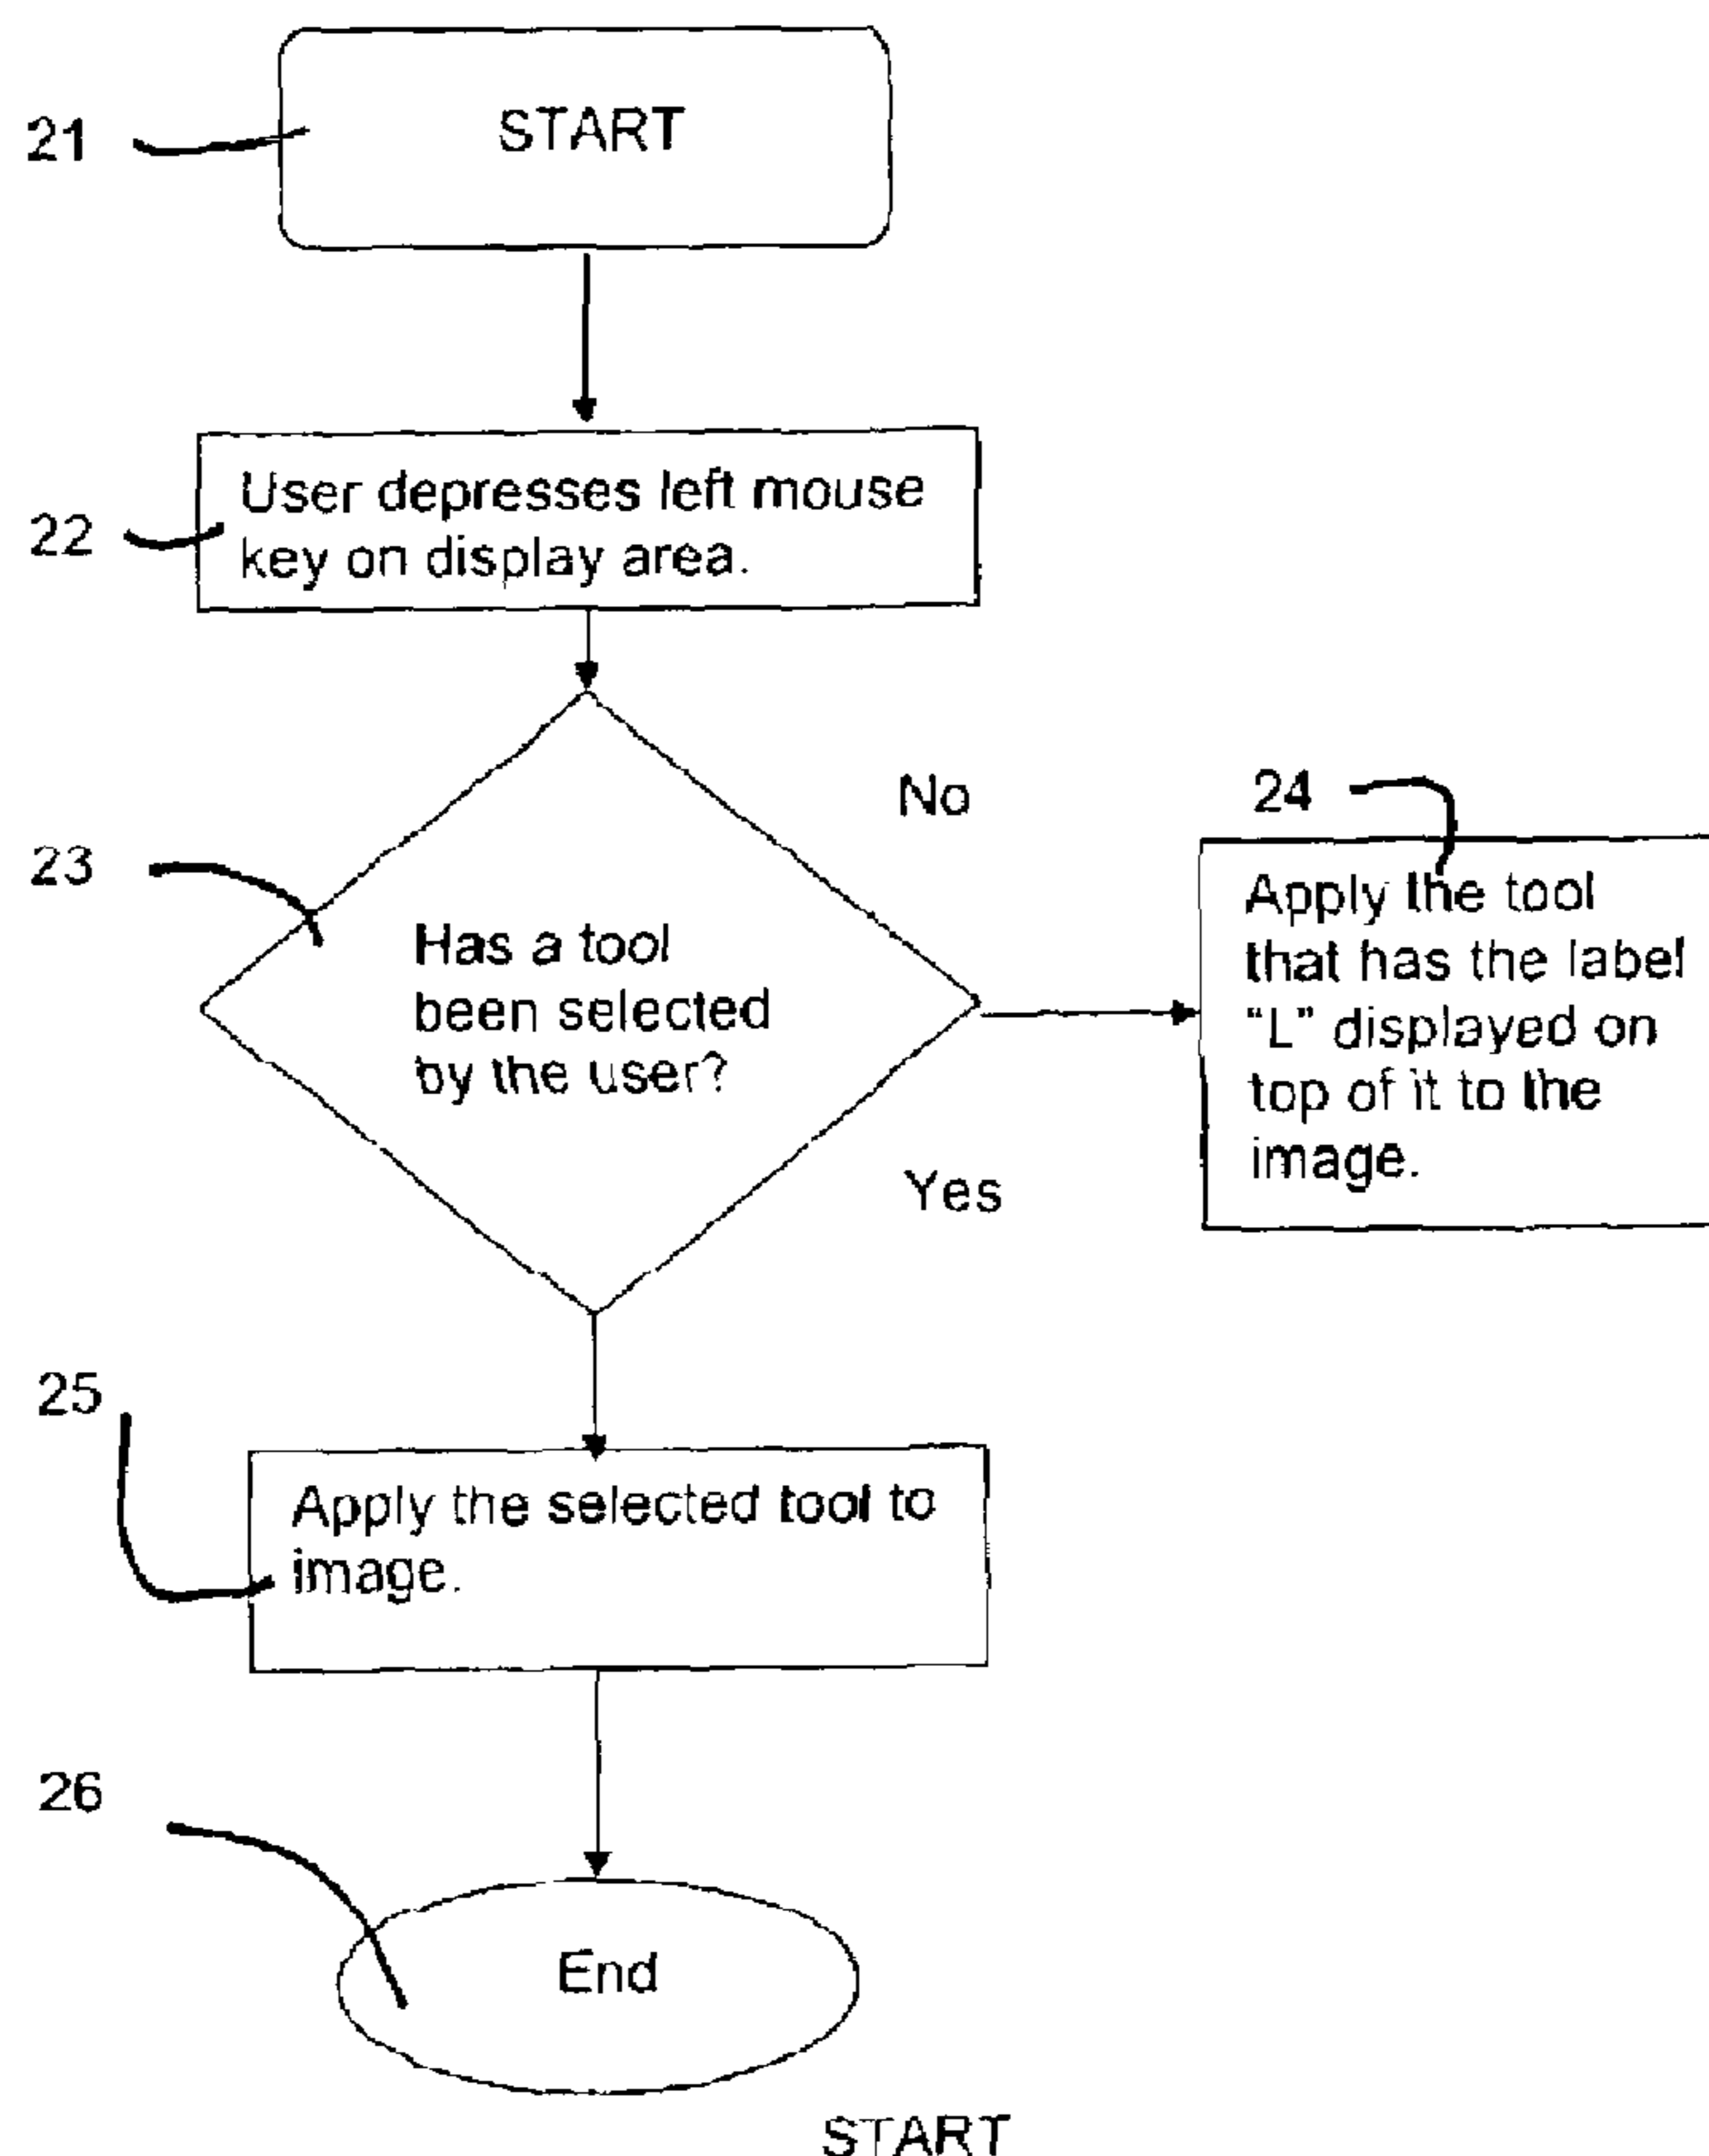 21
START
22
User depresses left mouse
key on display area.
No
24
23
Has a tool
been selected
by the user?
Apply the tool
that has the label
“L” displayed on
top of it to the
image.
Yes
25
Apply the selected tool to
image.
26
End
START